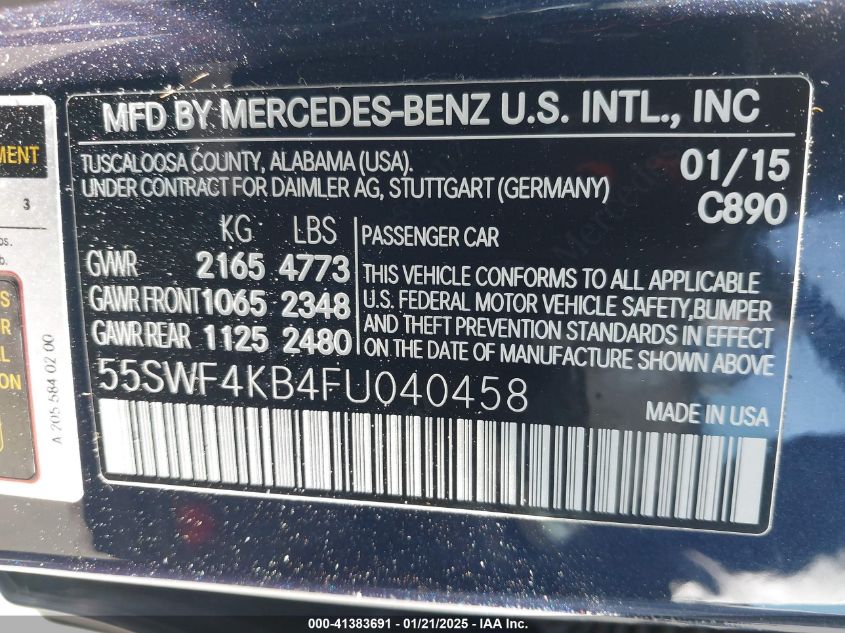 MFD BY MERCEDES-BENZ U.S. INTL., INC
TUSCALOOSA COUNTY, ALABAMA (USA).
UNDER CONTRACT FOR DAIMLER AG, STUTTGART (GERMANY)
01/15
C890
KG LBS
GVWR 2165 4773
GAWR FRONT 1065 2348
GAWR REAR 1125 2480
PASSENGER CAR
THIS VEHICLE CONFORMS TO ALL APPLICABLE
U.S. FEDERAL MOTOR VEHICLE SAFETY,BUMPER
AND THEFT PREVENTION STANDARDS IN EFFECT
ON THE DATE OF MANUFACTURE SHOWN ABOVE.
55SWF4KB4FU040458
MADE IN USA
3
A 205 584 02 00
000-41383691 - 01/21/2025 - IAA Inc.